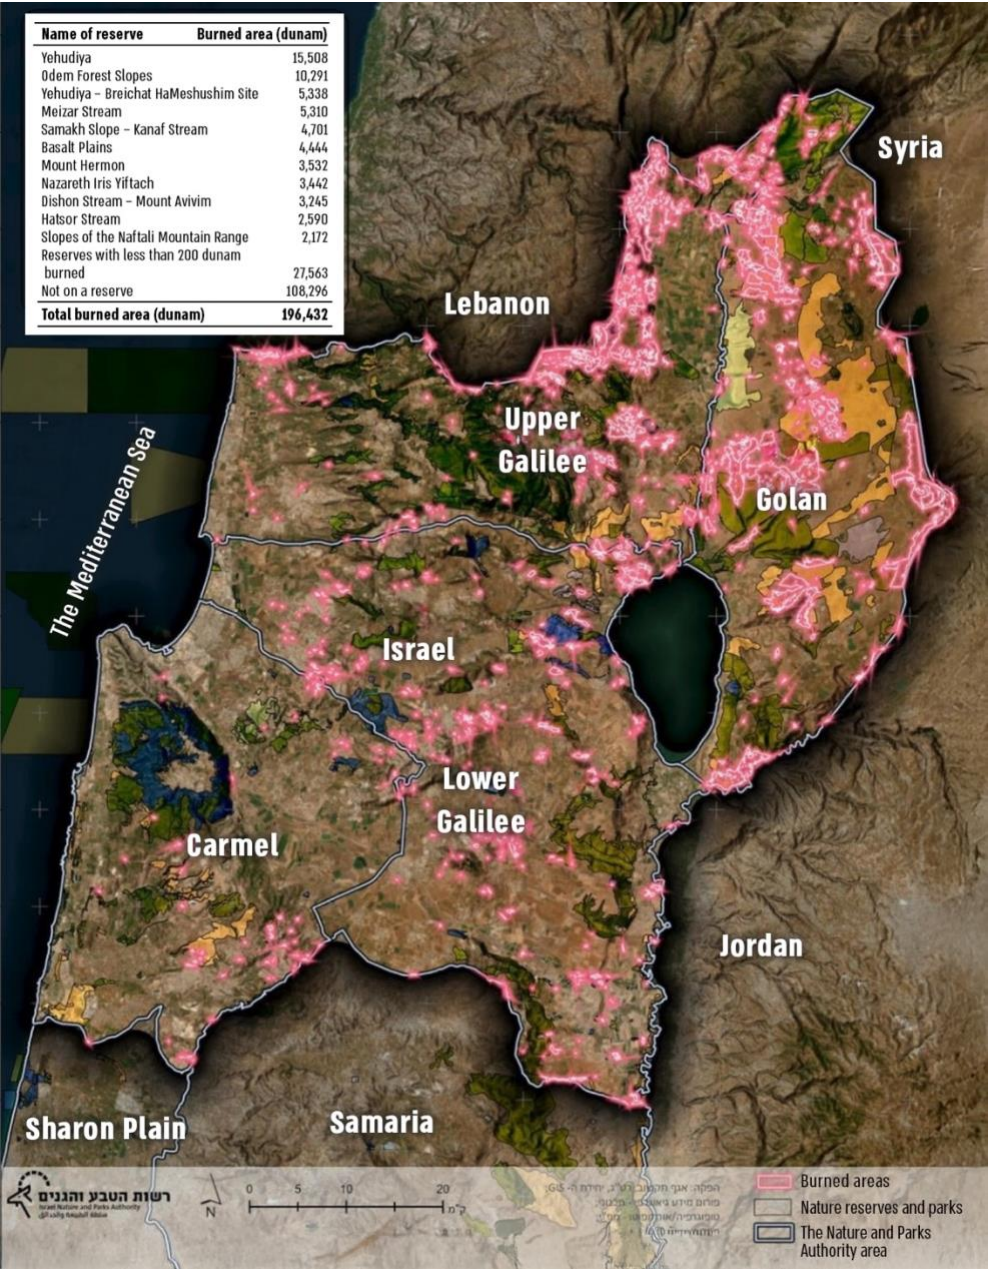 Name of reserve Burned area (dunam)
Yehudiya 15,508
Odem Forest Slopes 10,291
Yehudiya – Breichat HaMeshushim Site 5,338
Meizar Stream 5,310
Samakh Slope – Kanaf Stream 4,701
Basalt Plains 4,444
Mount Hermon 3,532
Nazareth Iris Yiftach 3,442
Dishon Stream – Mount Avivim 3,245
Hatsor Stream 2,590
Slopes of the Naftali Mountain Range 2,172
Reserves with less than 200 dunam
burned 27,563
Not on a reserve 108,296
Total burned area (dunam) 196,432
Syria
Lebanon
Upper
Galilee
Golan
The Mediterranean Sea
Israel
Lower
Galilee
Carmel
Jordan
Sharon Plain
Samaria
רשות הטבע והגנים
Israel Nature and Parks Authority
سلطة الطبيعة والحدائق
N
0 5 10 20
ק"מ
Burned areas
Nature reserves and parks
The Nature and Parks
Authority area